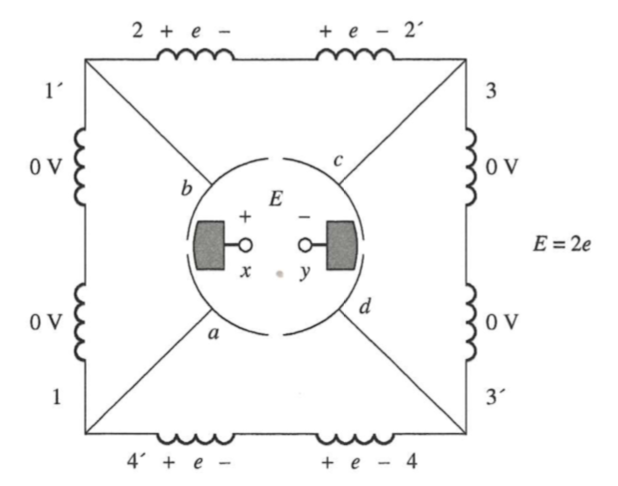 2 + e − + e − 2´
1´ 3
0 V c 0 V
b E
+ −
E = 2e
x y
0 V d 0 V
a
1 3´
4´ + e − + e − 4